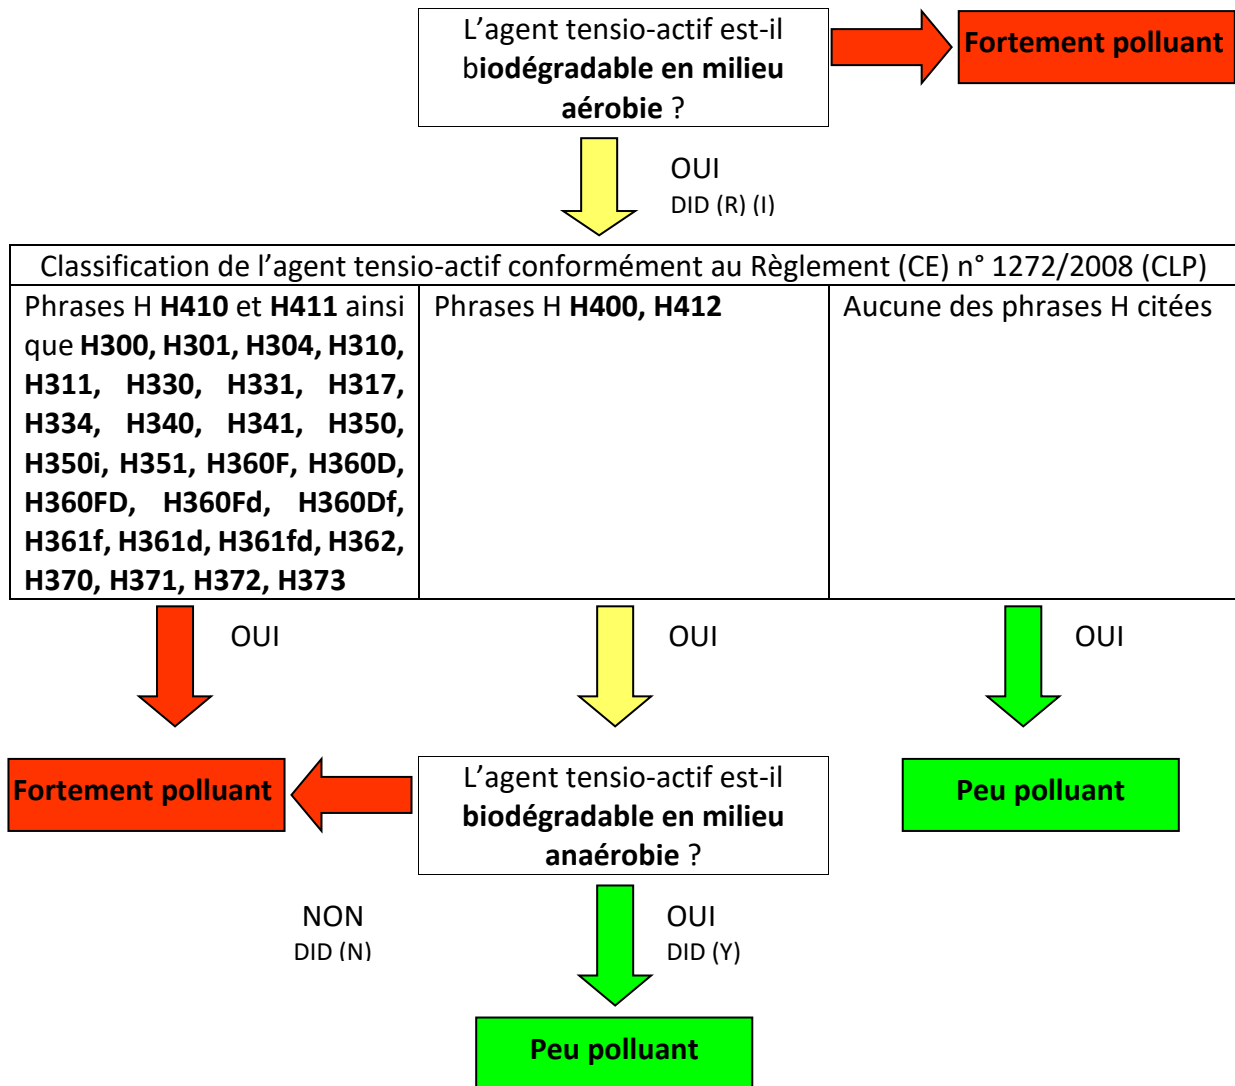 L’agent tensio-actif est-il
biodégradable en milieu
aérobie ?
Fortement polluant
OUI
DID (R) (I)
Classification de l’agent tensio-actif conformément au Règlement (CE) n° 1272/2008 (CLP)
Phrases H H410 et H411 ainsi
que H300, H301, H304, H310,
H311, H330, H331, H317,
H334, H340, H341, H350,
H350i, H351, H360F, H360D,
H360FD, H360Fd, H360Df,
H361f, H361d, H361fd, H362,
H370, H371, H372, H373
Phrases H H400, H412
Aucune des phrases H citées
OUI
OUI
OUI
Fortement polluant
L’agent tensio-actif est-il
biodégradable en milieu
anaérobie ?
Peu polluant
NON
DID (N)
OUI
DID (Y)
Peu polluant